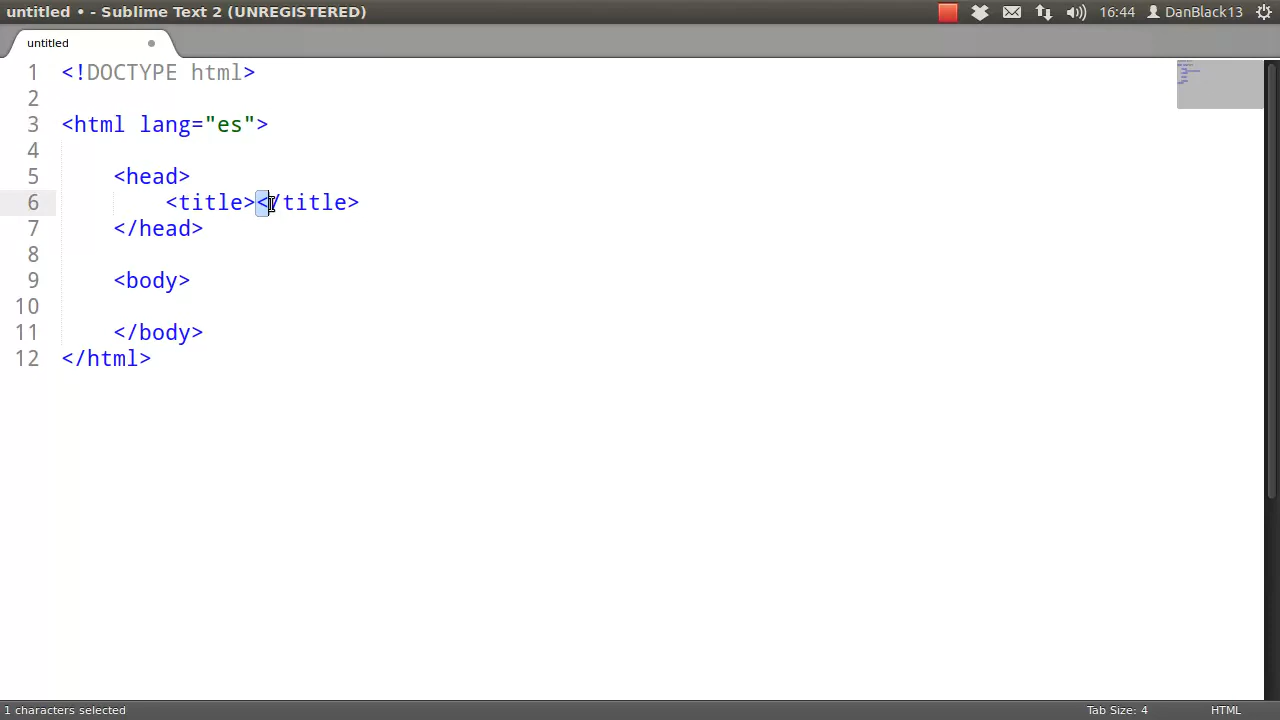 untitled • - Sublime Text 2 (UNREGISTERED) 16:44 DanBlack13
untitled
1 <!DOCTYPE html>
2
3 <html lang="es">
4
5 <head>
6 <title></title>
7 </head>
8
9 <body>
10
11 </body>
12 </html>
1 characters selected Tab Size: 4 HTML